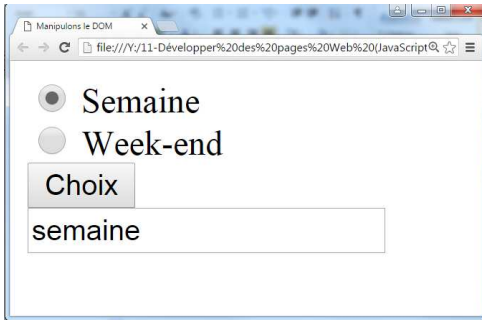 Manipulons le DOM
file:///Y:/11-Développer%20des%20pages%20Web%20(JavaScript
Semaine
Week-end
Choix
semaine